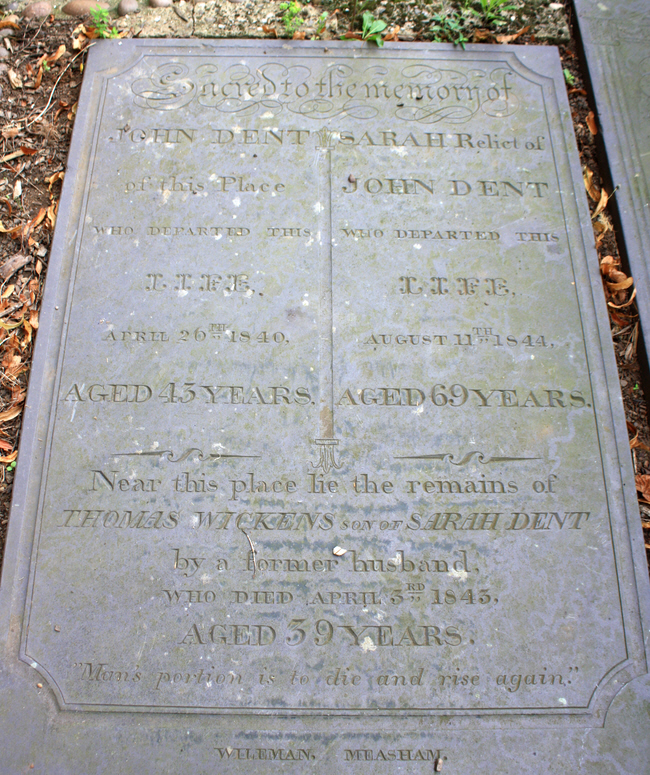 Sacred to the memory of
JOHN DENT
of this Place
WHO DEPARTED THIS
LIFE,
APRIL 26TH 1840.
AGED 43 YEARS.
SARAH Relict of
JOHN DENT
WHO DEPARTED THIS
LIFE,
AUGUST 11TH 1844,
AGED 69 YEARS.
Near this place lie the remains of
THOMAS WICKENS SON OF SARAH DENT
by a former husband,
WHO DIED APRIL 3RD 1843,
AGED 39 YEARS.
"Man's portion is to die and rise again."
WILEMAN, MEASHAM.